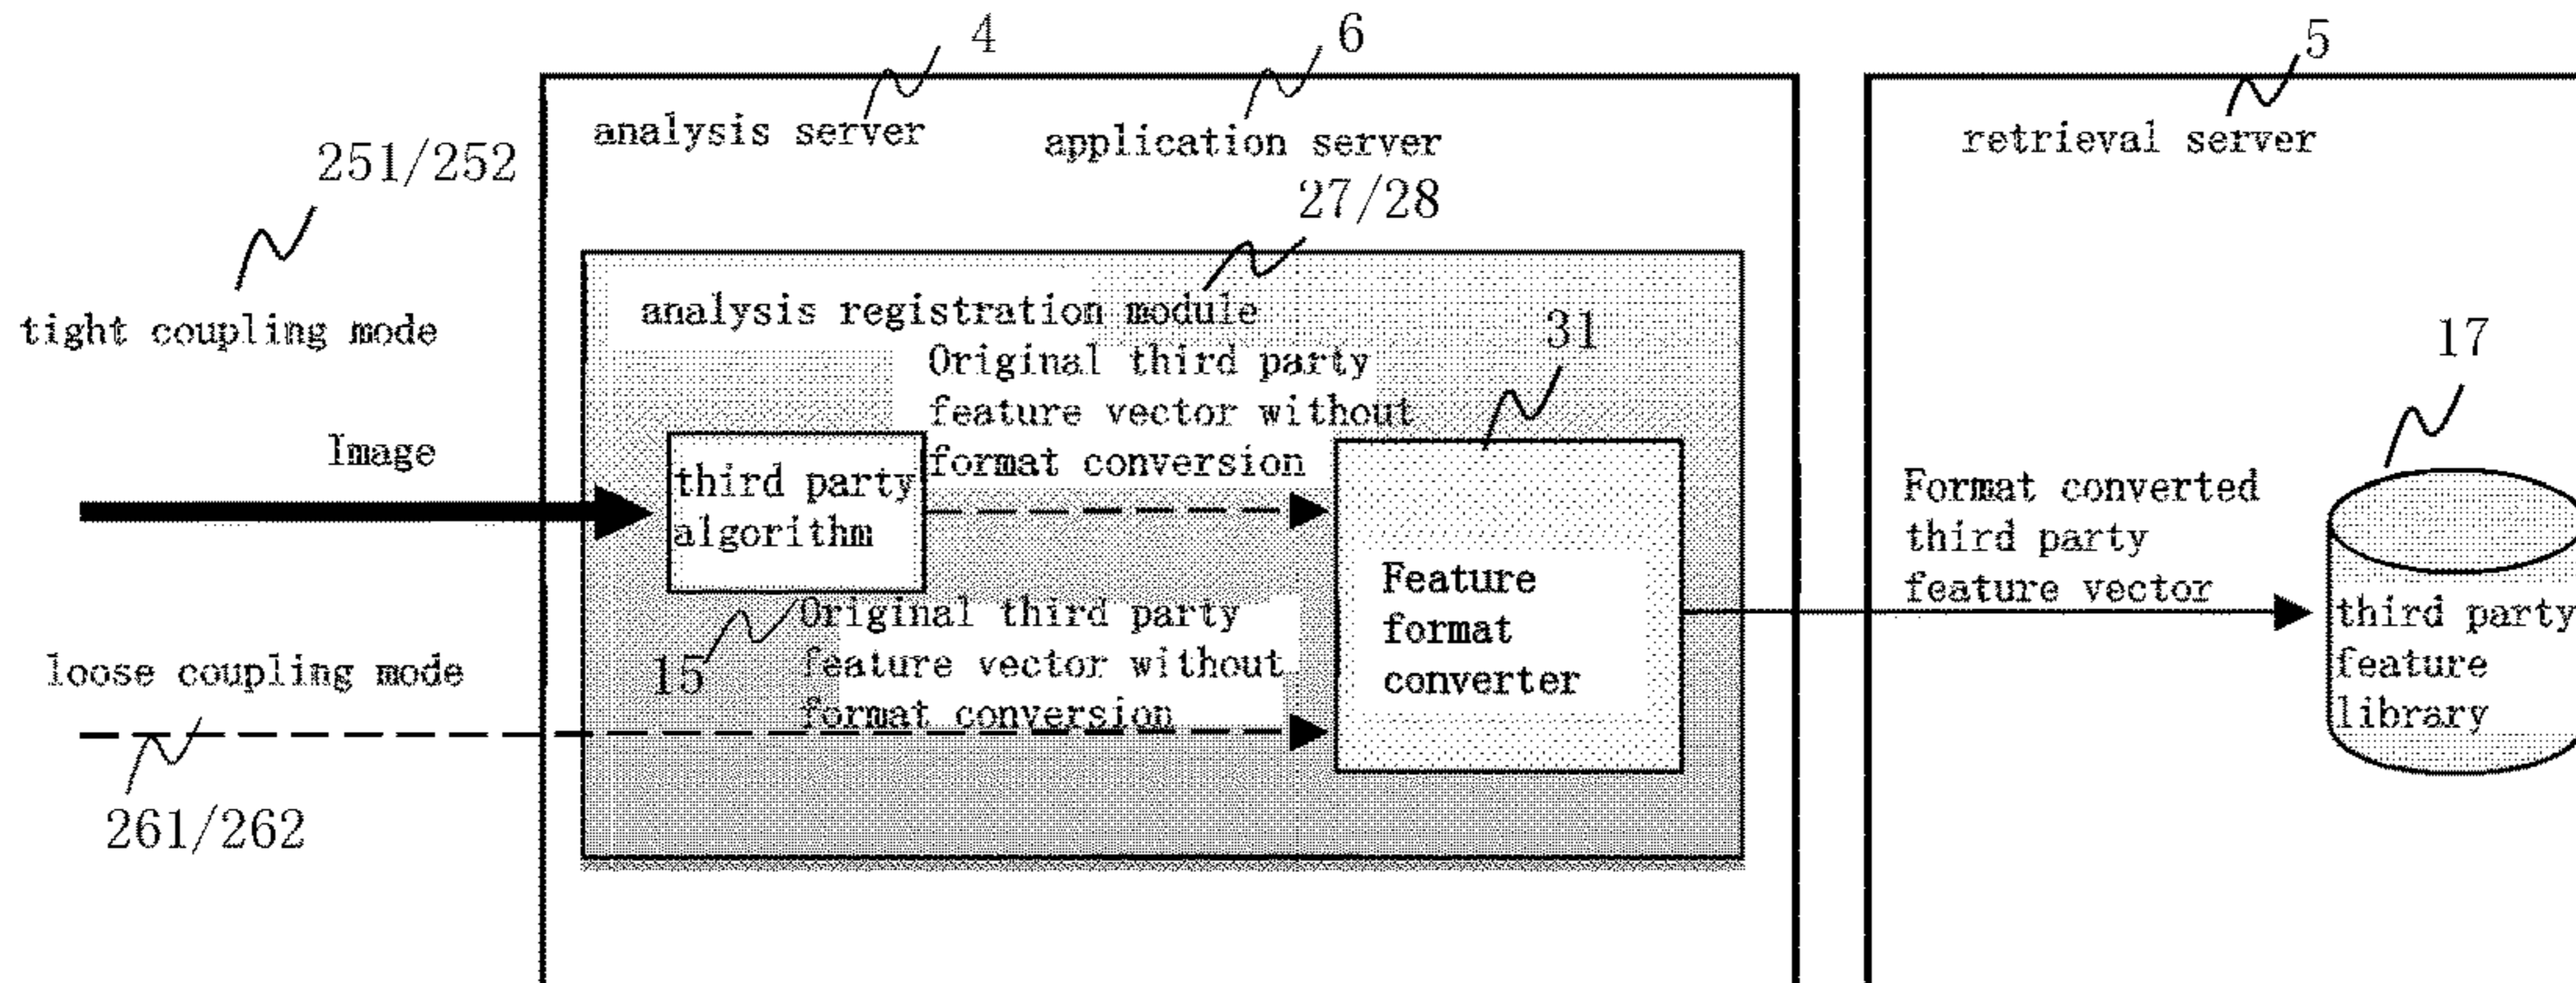 4
6
5
analysis server
application server
retrieval server
251/252
27/28
tight coupling mode
analysis registration module
31
17
Original third party
feature vector without
format conversion
Image
third party
algorithm
Format converted
third party
feature vector
Feature
format
converter
Original third party
feature vector without
format conversion
15
loose coupling mode
third party
feature
library
261/262